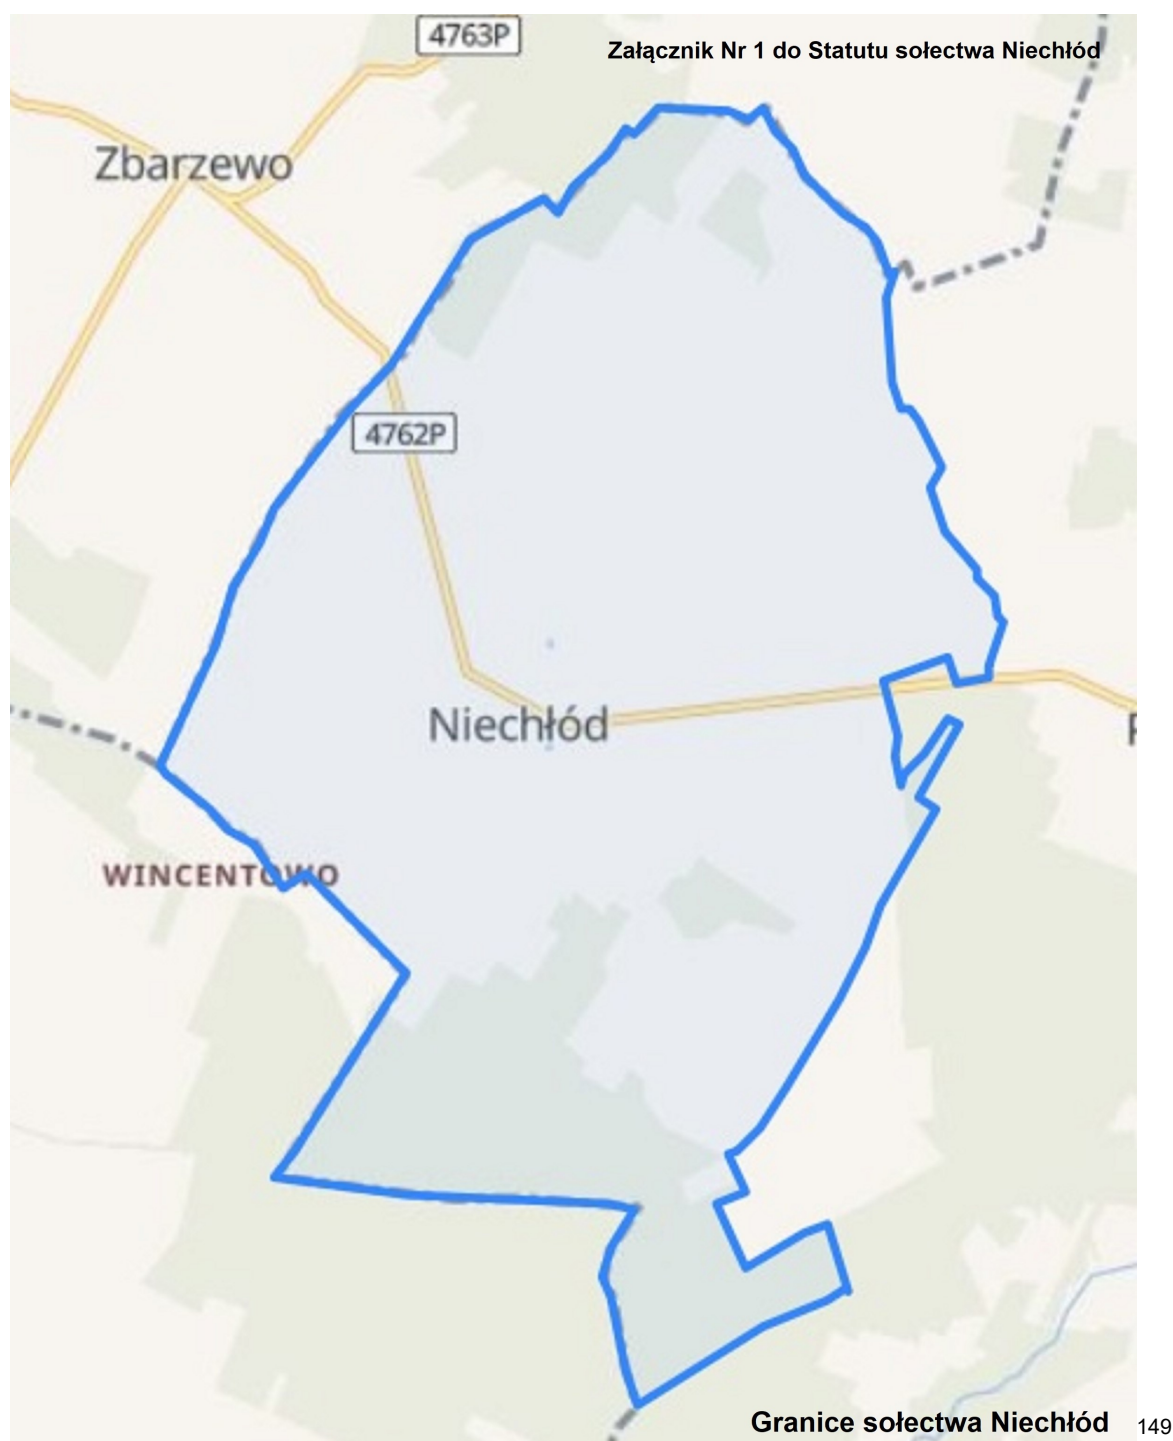 4763P
Załącznik Nr 1 do Statutu sołectwa Niechłód
Zbarzewo
4762P
Niechłód
WINCENTOWO
Granice sołectwa Niechłód
149